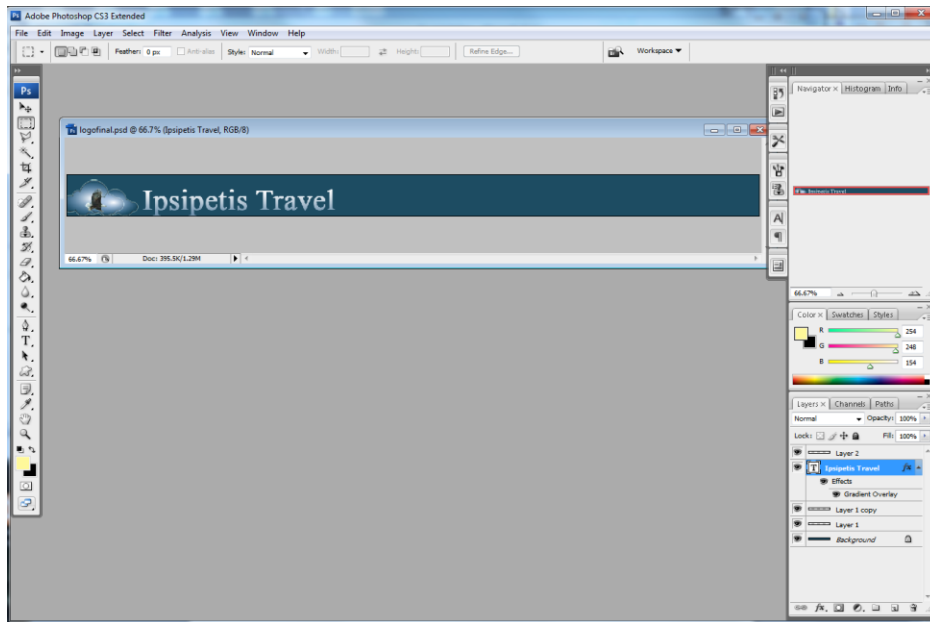 Adobe Photoshop CS3 Extended
File Edit Image Layer Select Filter Analysis View Window Help
Feather: 0 px Anti-alias Style: Normal Width: Height: Refine Edge... Workspace
Ps
Navigator x Histogram Info
logofinal.psd @ 66.7% (Ipsipetis Travel, RGB/8)
Ipsipetis Travel
Ipsipetis Travel
66.67% Doc: 395.5K/1.29M
66.67%
Color x Swatches Styles
R 254
G 248
B 154
Layers x Channels Paths
Normal Opacity: 100%
Lock: Fill: 100%
Layer 2
T Ipsipetis Travel fx
Effects
Gradient Overlay
Layer 1 copy
Layer 1
Background